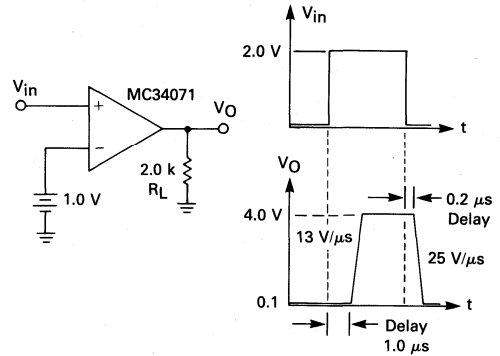 Vin
MC34071
+
−
VO
2.0 k
RL
1.0 V
Vin
2.0 V
t
VO
0.2 μs
Delay
4.0 V
13 V/μs
25 V/μs
0.1
t
Delay
1.0 μs